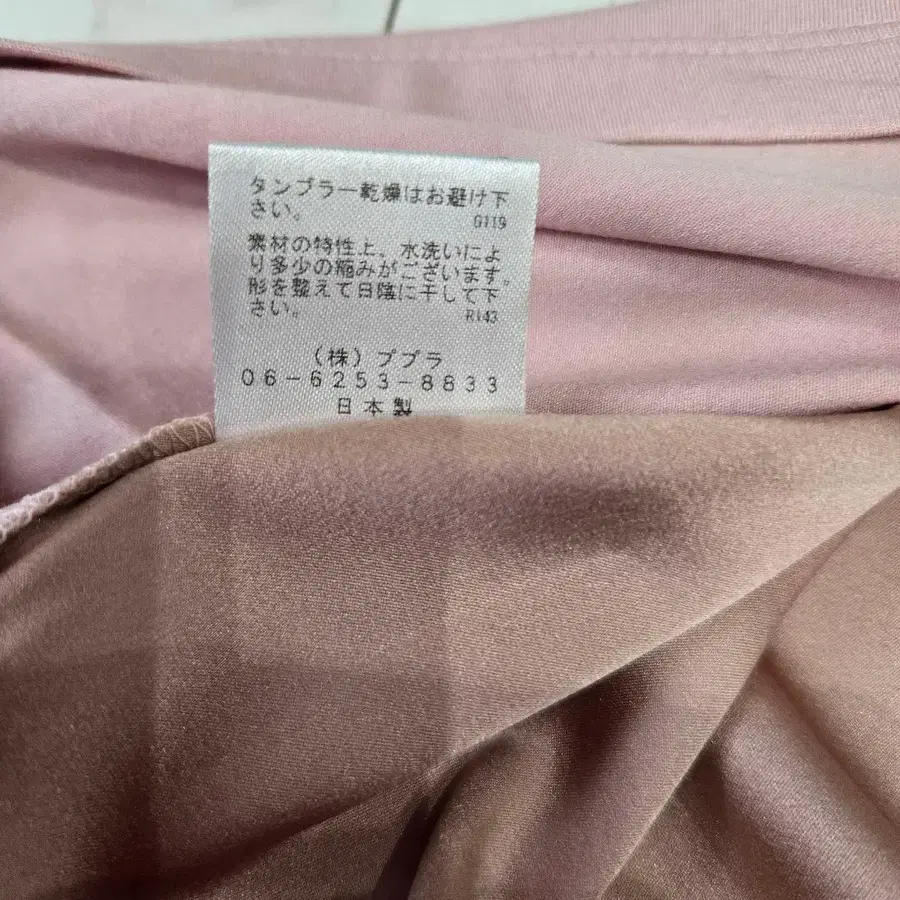 タンブラー乾燥はお避け下
さい。
G119
素材の特性上、水洗いによ
り多少の縮みがございます。
形を整えて日陰に干して下
さい。
R143
(株)ププラ
06-6253-8833
日本製